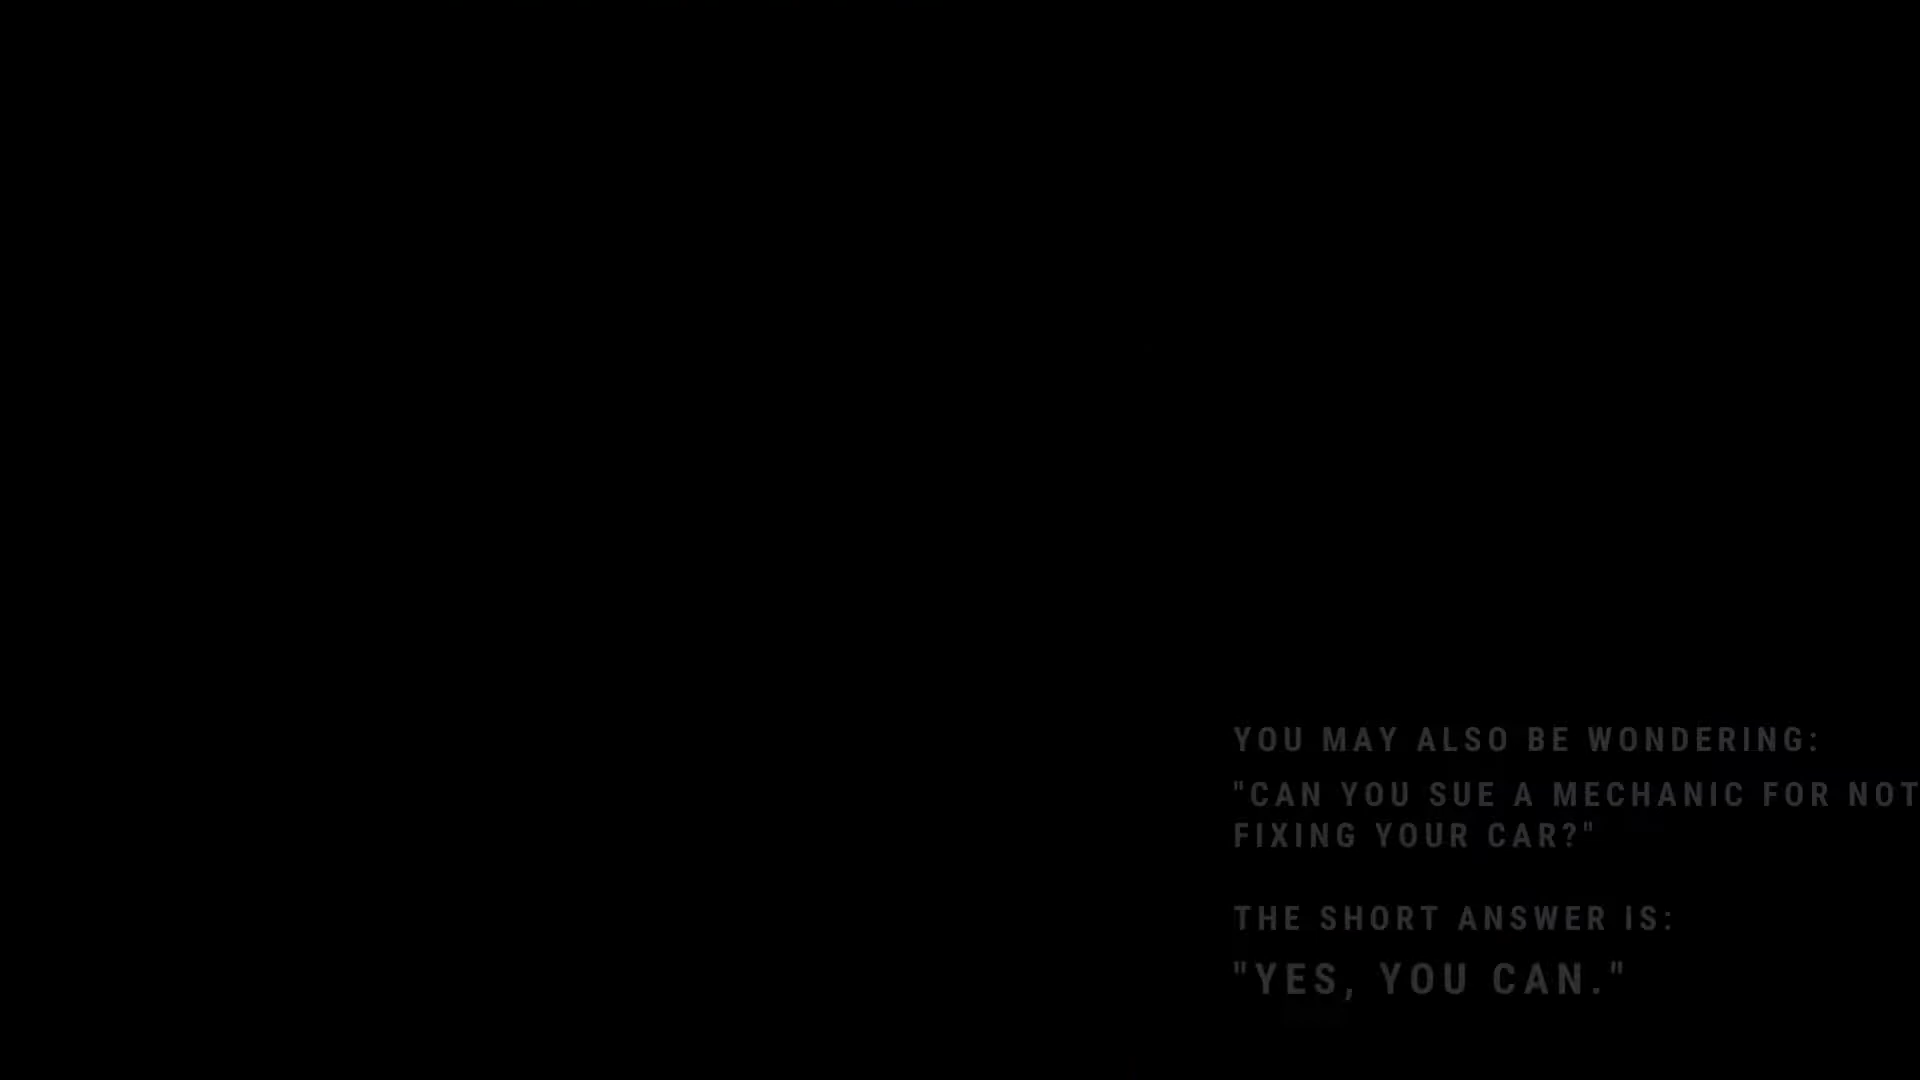 YOU MAY ALSO BE WONDERING:
"CAN YOU SUE A MECHANIC FOR NOT
FIXING YOUR CAR?"
THE SHORT ANSWER IS:
"YES, YOU CAN."